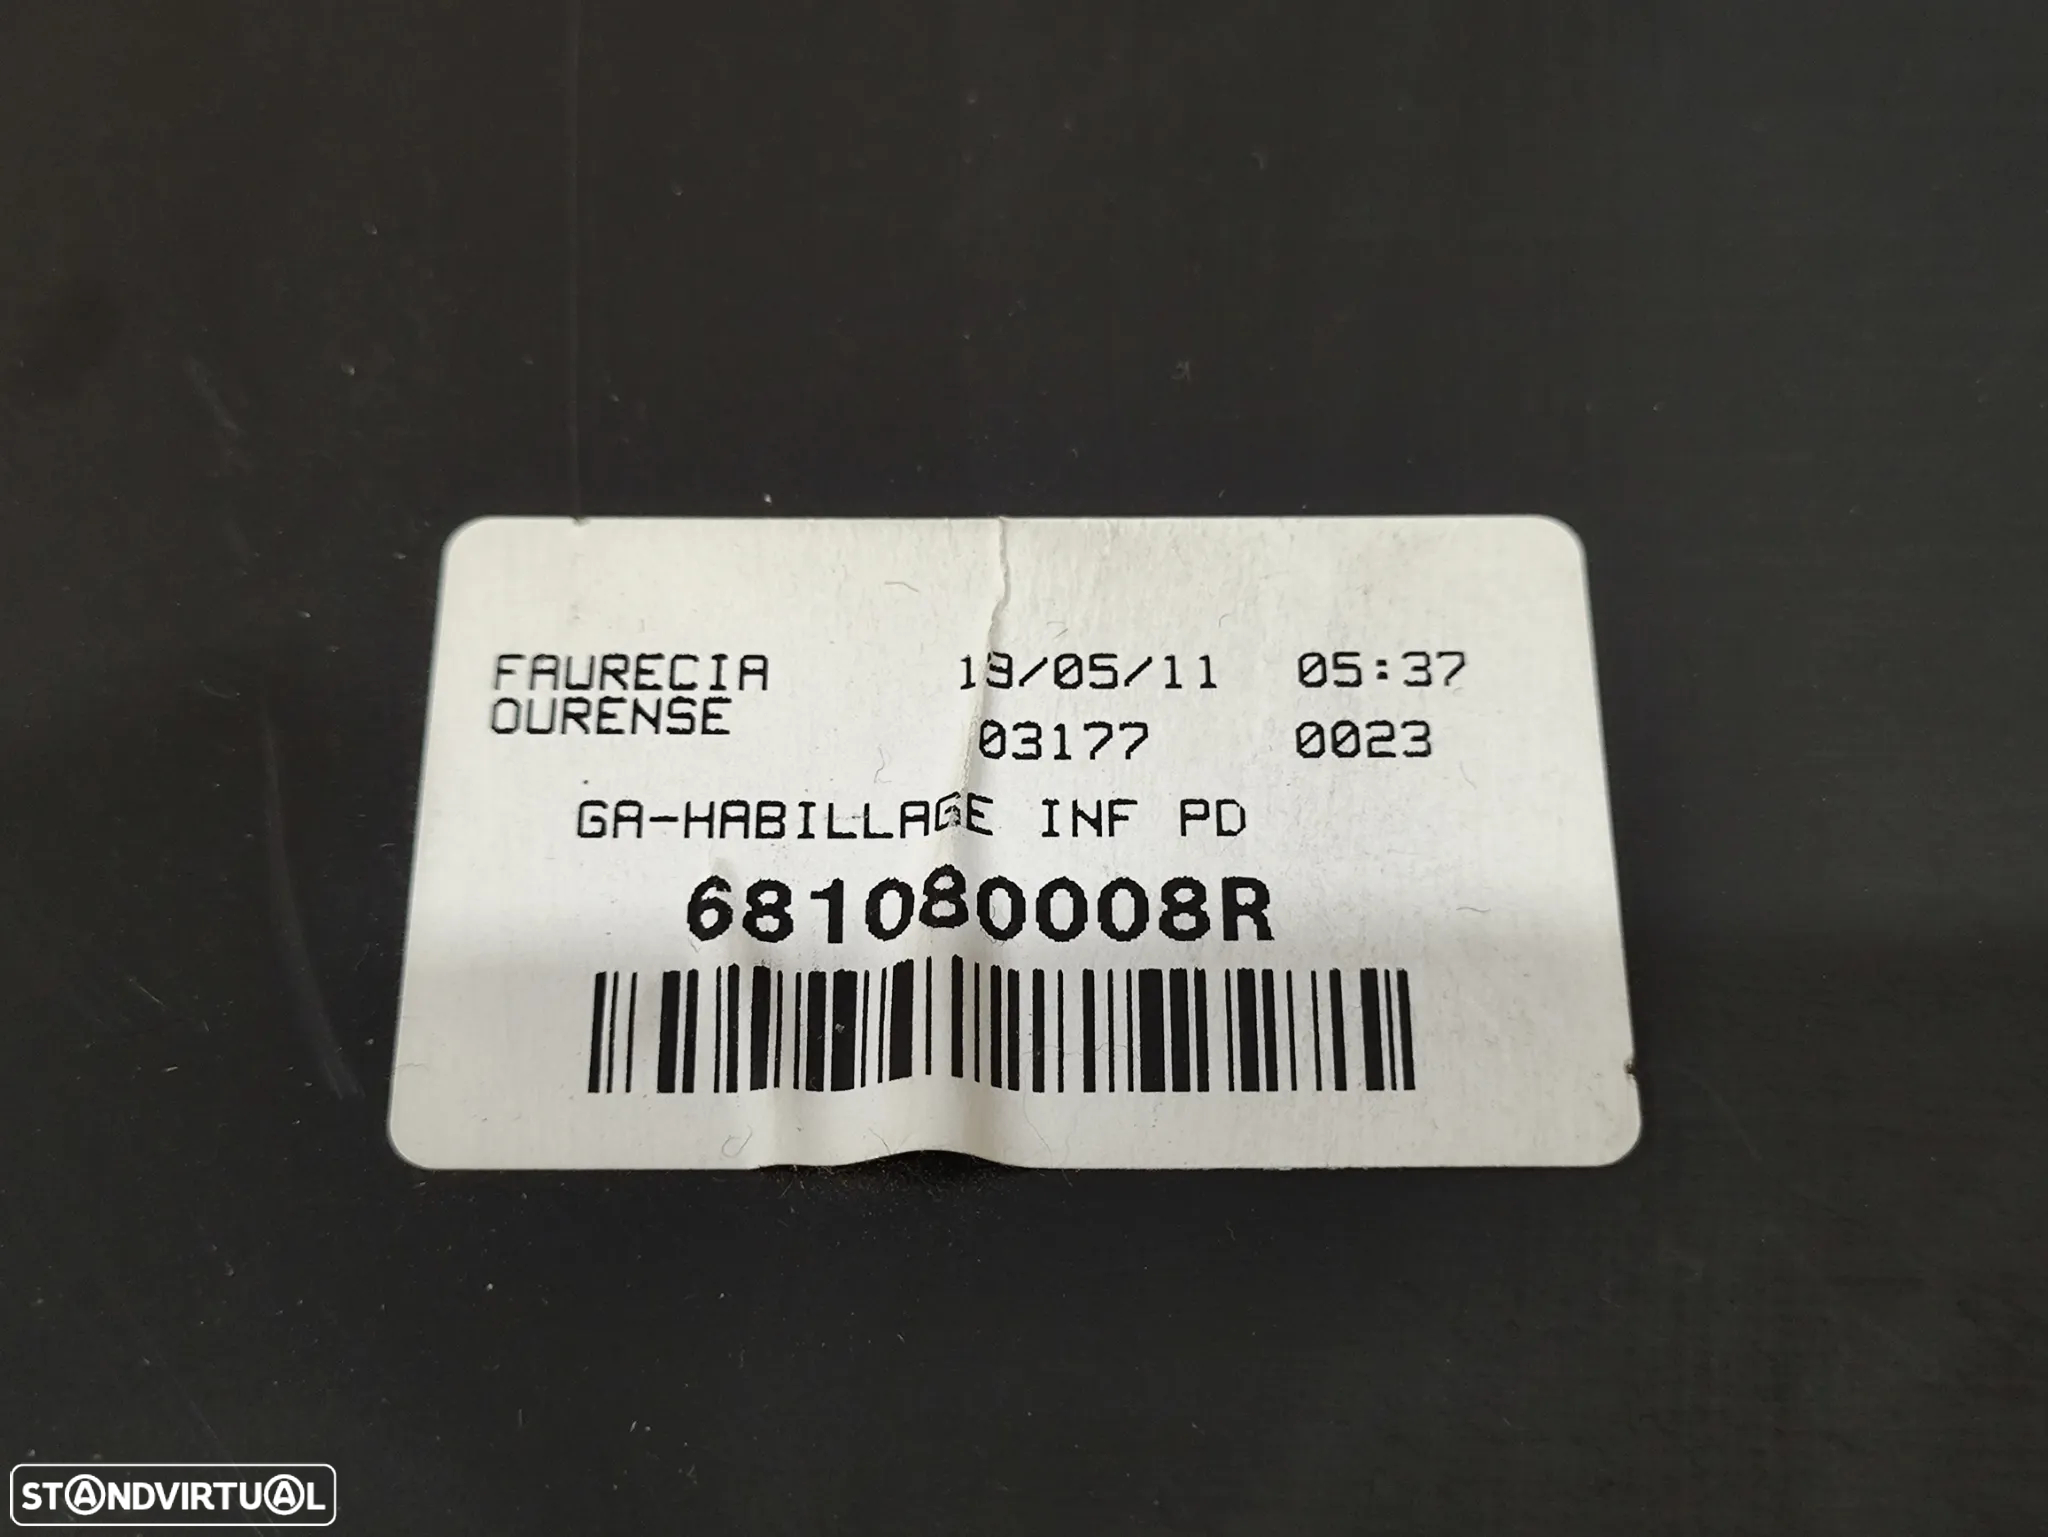 FAURECIA 19/05/11 05:37
OURENSE 03177 0023
GA-HABILLAGE INF PD
681080008R
STANDVIRTUAL